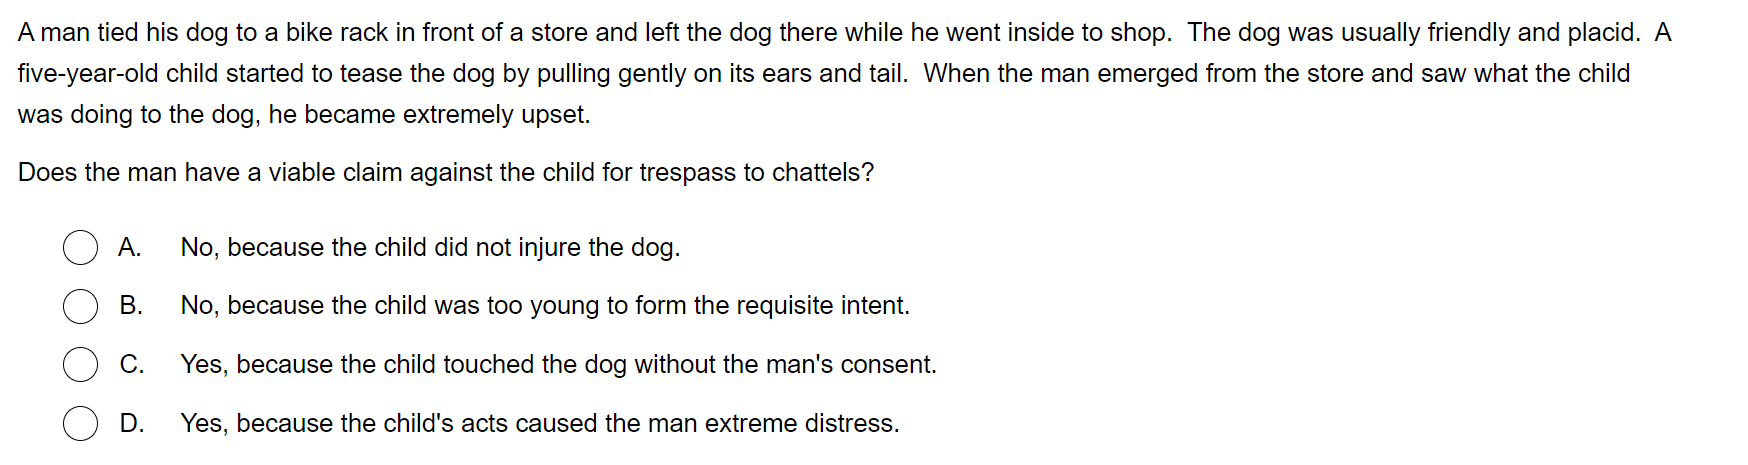 A man tied his dog to a bike rack in front of a store and left the dog there while he went inside to shop.  The dog was usually friendly and placid.  A
five-year-old child started to tease the dog by pulling gently on its ears and tail.  When the man emerged from the store and saw what the child
was doing to the dog, he became extremely upset.
Does the man have a viable claim against the child for trespass to chattels?
A. No, because the child did not injure the dog.
B. No, because the child was too young to form the requisite intent.
C. Yes, because the child touched the dog without the man's consent.
D. Yes, because the child's acts caused the man extreme distress.